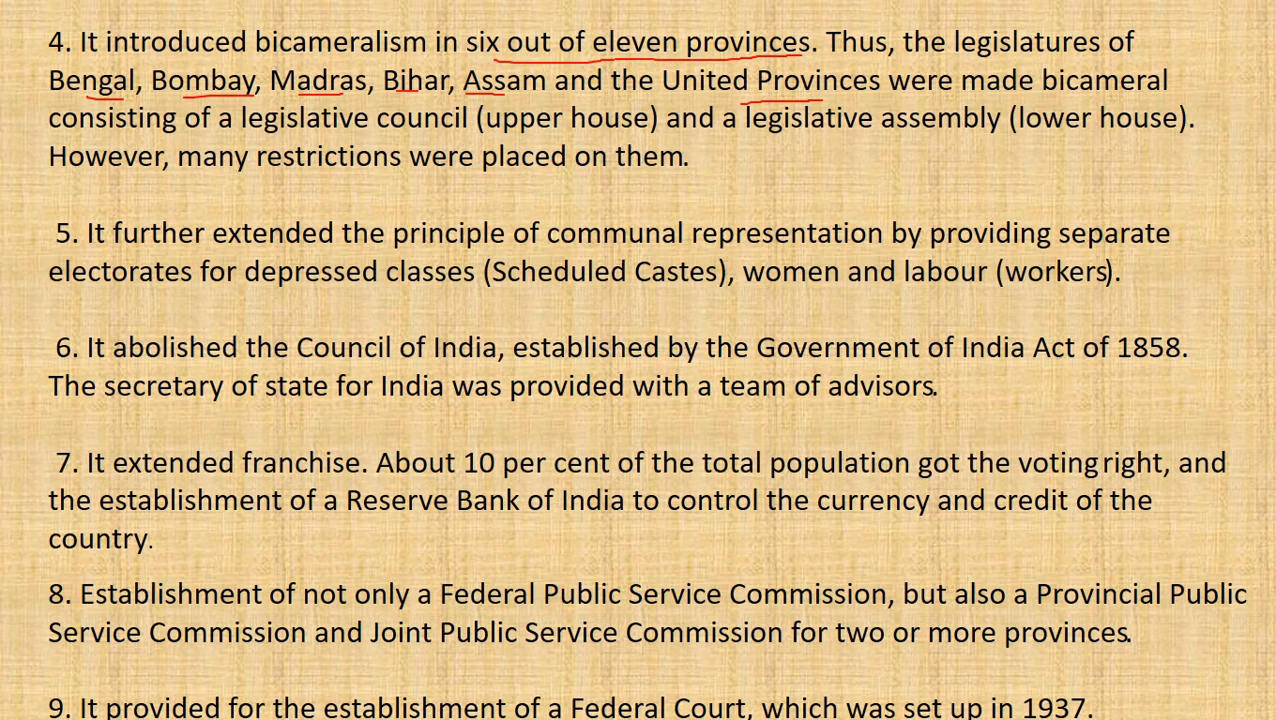 4. It introduced bicameralism in six out of eleven provinces. Thus, the legislatures of
Bengal, Bombay, Madras, Bihar, Assam and the United Provinces were made bicameral
consisting of a legislative council (upper house) and a legislative assembly (lower house).
However, many restrictions were placed on them.
5. It further extended the principle of communal representation by providing separate
electorates for depressed classes (Scheduled Castes), women and labour (workers).
6. It abolished the Council of India, established by the Government of India Act of 1858.
The secretary of state for India was provided with a team of advisors.
7. It extended franchise. About 10 per cent of the total population got the voting right, and
the establishment of a Reserve Bank of India to control the currency and credit of the
country.
8. Establishment of not only a Federal Public Service Commission, but also a Provincial Public
Service Commission and Joint Public Service Commission for two or more provinces.
9. It provided for the establishment of a Federal Court, which was set up in 1937.